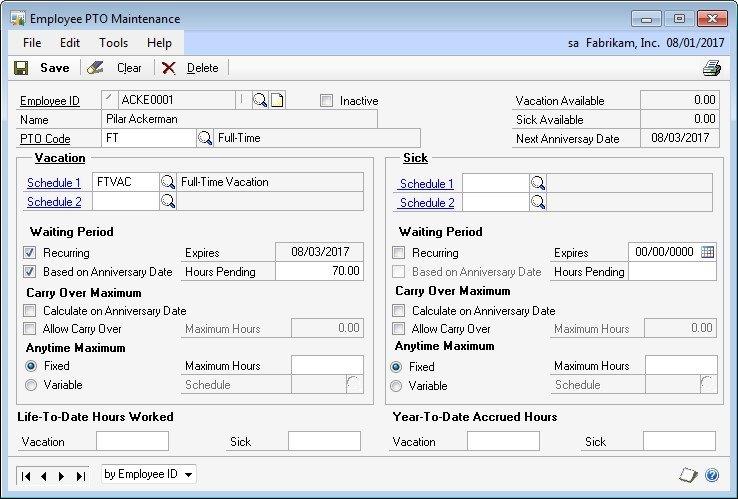 Employee PTO Maintenance
File Edit Tools Help sa Fabrikam, Inc. 08/01/2017
Save Clear Delete
Employee ID ACKE0001 Inactive Vacation Available 0.00
Name Pilar Ackerman Sick Available 0.00
PTO Code FT Full-Time Next Anniversay Date 08/03/2017
Vacation
Schedule 1 FTVAC Full-Time Vacation
Schedule 2
Waiting Period
Recurring Expires 08/03/2017
Based on Anniversary Date Hours Pending 70.00
Carry Over Maximum
Calculate on Anniversary Date
Allow Carry Over Maximum Hours 0.00
Anytime Maximum
Fixed Maximum Hours
Variable Schedule
Sick
Schedule 1
Schedule 2
Waiting Period
Recurring Expires 00/00/0000
Based on Anniversary Date Hours Pending
Carry Over Maximum
Calculate on Anniversary Date
Allow Carry Over Maximum Hours 0.00
Anytime Maximum
Fixed Maximum Hours
Variable Schedule
Life-To-Date Hours Worked
Vacation Sick
Year-To-Date Accrued Hours
Vacation Sick
by Employee ID